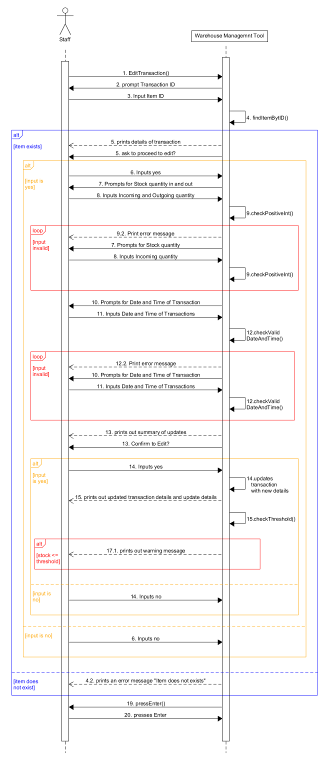 Staff
Warehouse Managemnt Tool
1. EditTransaction()
2. prompt Transaction ID
3. Input Item ID
4. findItemBytID()
alt
[item exists]
5. prints details of transaction
5. ask to proceed to edit?
alt
[Input is
yes]
6. Inputs yes
7. Prompts for Stock quantity in and out
8. Inputs Incoming and Outgoing quantity
9.checkPositiveInt()
loop
[input
invalid]
9.2. Print error message
7. Prompts for Stock quantity
8. Inputs Incoming quantity
9.checkPositiveInt()
10. Prompts for Date and Time of Transaction
11. Inputs Date and Time of Transactions
12.checkValid
DateAndTime()
loop
[input
invalid]
12.2 Print error message
10. Prompts for Date and Time of Transaction
11. Inputs Date and Time of Transactions
12.checkValid
DateAndTime()
13. prints out summary of updates
13. Confirm to Edit?
alt
[input
is yes]
14. Inputs yes
14.updates
transaction
with new details
15. prints out updated transaction details and update details
15.checkThreshold()
alt
[stock <=
threshold]
17.1. prints out warning message
[input is
no]
14. Inputs no
[input is no]
6. Inputs no
[item does
not exist]
4.2. prints an error message "Item does not exists"
19. pressEnter()
20. presses Enter